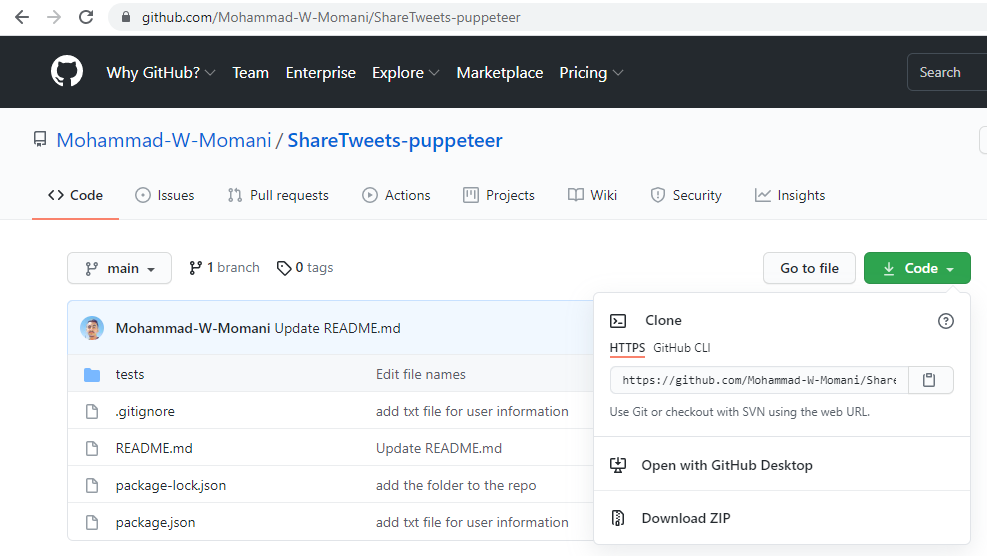 github.com/Mohammad-W-Momani/ShareTweets-puppeteer
Why GitHub? Team Enterprise Explore Marketplace Pricing Search
Mohammad-W-Momani / ShareTweets-puppeteer
Code Issues Pull requests Actions Projects Wiki Security Insights
main 1 branch 0 tags Go to file Code
Mohammad-W-Momani Update README.md
tests Edit file names
.gitignore add txt file for user information
README.md Update README.md
package-lock.json add the folder to the repo
package.json add txt file for user information
Clone
HTTPS GitHub CLI
https://github.com/Mohammad-W-Momani/Share
Use Git or checkout with SVN using the web URL.
Open with GitHub Desktop
Download ZIP